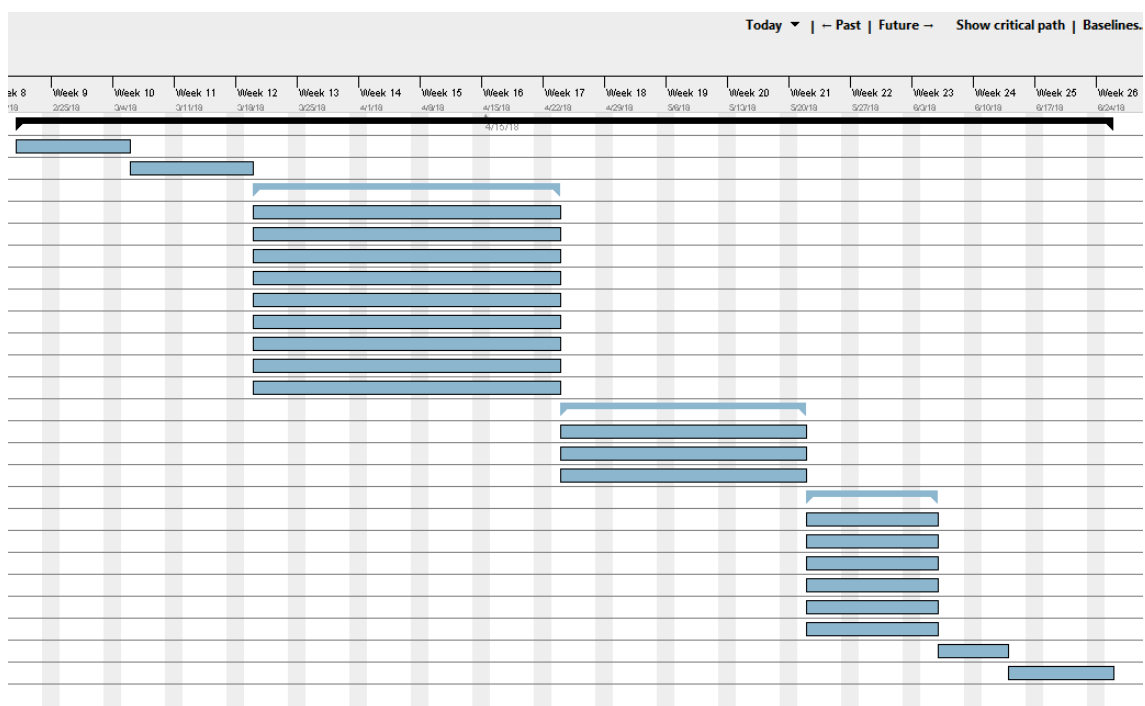 Today ▼ | ← Past | Future → Show critical path | Baselines..
ek 8 Week 9 Week 10 Week 11 Week 12 Week 13 Week 14 Week 15 Week 16 Week 17 Week 18 Week 19 Week 20 Week 21 Week 22 Week 23 Week 24 Week 25 Week 26
/18 2/25/18 3/4/18 3/11/18 3/18/18 3/25/18 4/1/18 4/8/18 4/15/18 4/22/18 4/29/18 5/6/18 5/13/18 5/20/18 5/27/18 6/3/18 6/10/18 6/17/18 6/24/18
4/15/18